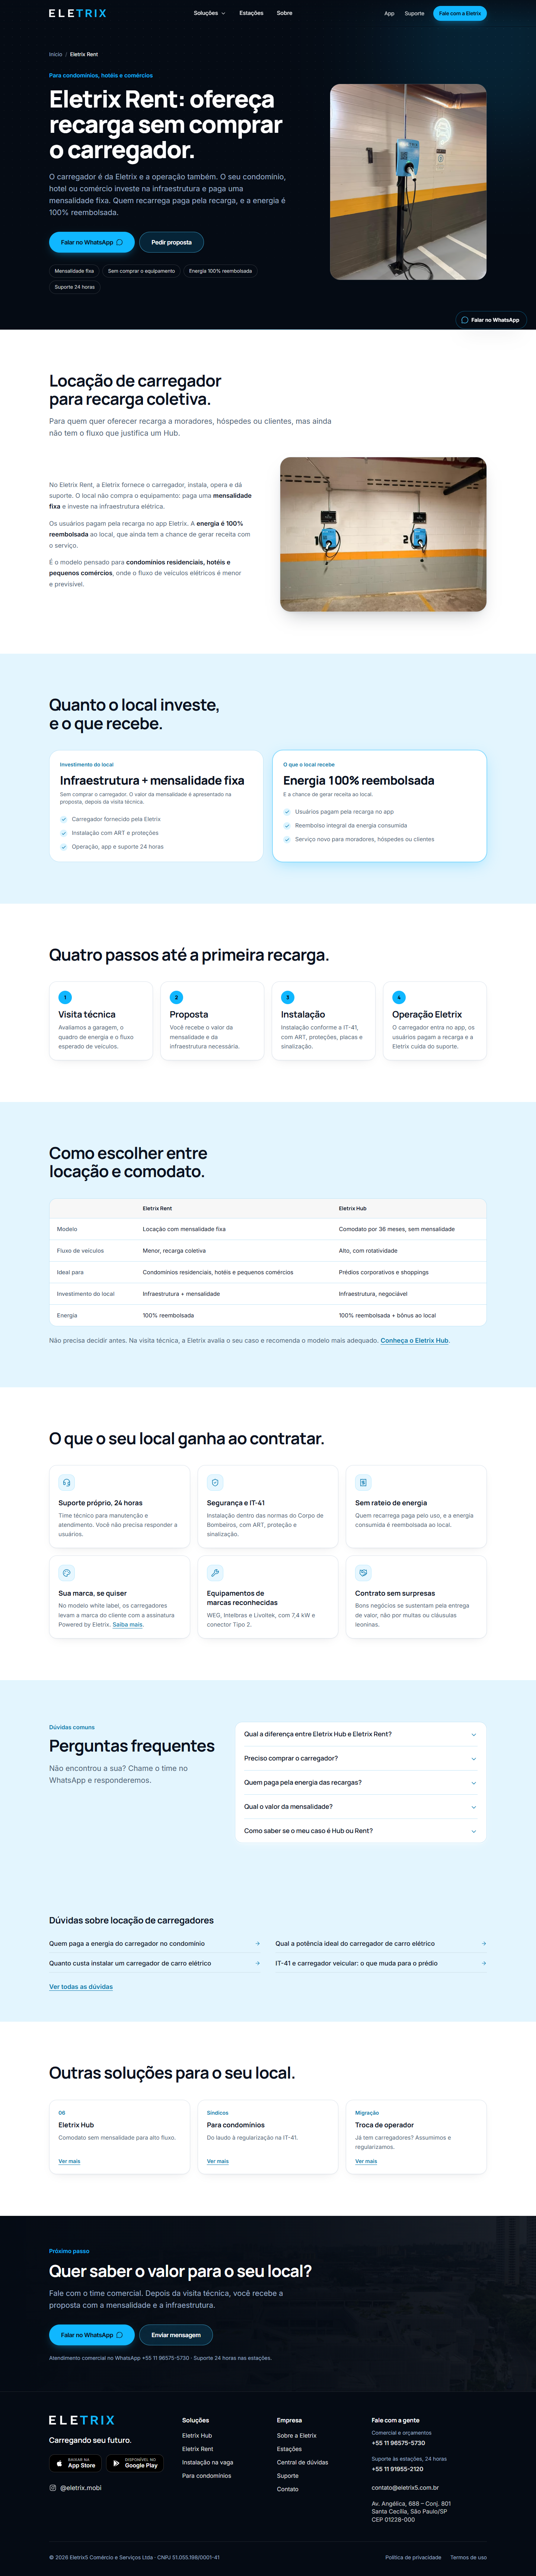 ELETRIX
Soluções
Estações
Sobre
App
Suporte
Fale com a Eletrix
Início / Eletrix Rent
Para condomínios, hotéis e comércios
Eletrix Rent: ofereça
recarga sem comprar
o carregador.
O carregador é da Eletrix e a operação também. O seu condomínio,
hotel ou comércio investe na infraestrutura e paga uma
mensalidade fixa. Quem recarrega paga pela recarga, e a energia é
100% reembolsada.
Falar no WhatsApp
Pedir proposta
Mensalidade fixa
Sem comprar o equipamento
Energia 100% reembolsada
Suporte 24 horas
Falar no WhatsApp
Locação de carregador
para recarga coletiva.
Para quem quer oferecer recarga a moradores, hóspedes ou clientes, mas ainda
não tem o fluxo que justifica um Hub.
No Eletrix Rent, a Eletrix fornece o carregador, instala, opera e dá
suporte. O local não compra o equipamento: paga uma mensalidade
fixa e investe na infraestrutura elétrica.
Os usuários pagam pela recarga no app Eletrix. A energia é 100%
reembolsada ao local, que ainda tem a chance de gerar receita com
o serviço.
É o modelo pensado para condomínios residenciais, hotéis e
pequenos comércios, onde o fluxo de veículos elétricos é menor
e previsível.
1
2
Quanto o local investe,
e o que recebe.
Investimento do local
Infraestrutura + mensalidade fixa
Sem comprar o carregador. O valor da mensalidade é apresentado na
proposta, depois da visita técnica.
Carregador fornecido pela Eletrix
Instalação com ART e proteções
Operação, app e suporte 24 horas
O que o local recebe
Energia 100% reembolsada
E a chance de gerar receita ao local.
Usuários pagam pela recarga no app
Reembolso integral da energia consumida
Serviço novo para moradores, hóspedes ou clientes
Quatro passos até a primeira recarga.
1
Visita técnica
Avaliamos a garagem, o
quadro de energia e o fluxo
esperado de veículos.
2
Proposta
Você recebe o valor da
mensalidade e da
infraestrutura necessária.
3
Instalação
Instalação conforme a IT-41,
com ART, proteções, placas e
sinalização.
4
Operação Eletrix
O carregador entra no app, os
usuários pagam a recarga e a
Eletrix cuida do suporte.
Como escolher entre
locação e comodato.
Eletrix Rent
Eletrix Hub
Modelo
Locação com mensalidade fixa
Comodato por 36 meses, sem mensalidade
Fluxo de veículos
Menor, recarga coletiva
Alto, com rotatividade
Ideal para
Condomínios residenciais, hotéis e pequenos comércios
Prédios corporativos e shoppings
Investimento do local
Infraestrutura + mensalidade
Infraestrutura, negociável
Energia
100% reembolsada
100% reembolsada + bônus ao local
Não precisa decidir antes. Na visita técnica, a Eletrix avalia o seu caso e recomenda o modelo mais adequado. Conheça o Eletrix Hub.
O que o seu local ganha ao contratar.
Suporte próprio, 24 horas
Time técnico para manutenção e
atendimento. Você não precisa responder a
usuários.
Segurança e IT-41
Instalação dentro das normas do Corpo de
Bombeiros, com ART, proteção e
sinalização.
Sem rateio de energia
Quem recarrega paga pelo uso, e a energia
consumida é reembolsada ao local.
Sua marca, se quiser
No modelo white label, os carregadores
levam a marca do cliente com a assinatura
Powered by Eletrix. Saiba mais.
Equipamentos de
marcas reconhecidas
WEG, Intelbras e Livoltek, com 7,4 kW e
conector Tipo 2.
Contrato sem surpresas
Bons negócios se sustentam pela entrega
de valor, não por multas ou cláusulas
leoninas.
Dúvidas comuns
Perguntas frequentes
Não encontrou a sua? Chame o time no
WhatsApp e responderemos.
Qual a diferença entre Eletrix Hub e Eletrix Rent?
Preciso comprar o carregador?
Quem paga pela energia das recargas?
Qual o valor da mensalidade?
Como saber se o meu caso é Hub ou Rent?
Dúvidas sobre locação de carregadores
Quem paga a energia do carregador no condomínio
Qual a potência ideal do carregador de carro elétrico
Quanto custa instalar um carregador de carro elétrico
IT-41 e carregador veicular: o que muda para o prédio
Ver todas as dúvidas
Outras soluções para o seu local.
06
Eletrix Hub
Comodato sem mensalidade para alto fluxo.
Ver mais
Síndicos
Para condomínios
Do laudo à regularização na IT-41.
Ver mais
Migração
Troca de operador
Já tem carregadores? Assumimos e
regularizamos.
Ver mais
Próximo passo
Quer saber o valor para o seu local?
Fale com o time comercial. Depois da visita técnica, você recebe a
proposta com a mensalidade e a infraestrutura.
Falar no WhatsApp
Enviar mensagem
Atendimento comercial no WhatsApp +55 11 96575-5730 · Suporte 24 horas nas estações.
ELETRIX
Carregando seu futuro.
BAIXAR NA
App Store
DISPONÍVEL NO
Google Play
@eletrix.mobi
Soluções
Eletrix Hub
Eletrix Rent
Instalação na vaga
Para condomínios
Empresa
Sobre a Eletrix
Estações
Central de dúvidas
Suporte
Contato
Fale com a gente
Comercial e orçamentos
+55 11 96575-5730
Suporte às estações, 24 horas
+55 11 91955-2120
contato@eletrix5.com.br
Av. Angélica, 688 – Conj. 801
Santa Cecília, São Paulo/SP
CEP 01228-000
© 2026 Eletrix5 Comércio e Serviços Ltda · CNPJ 51.055.198/0001-41
Política de privacidade
Termos de uso